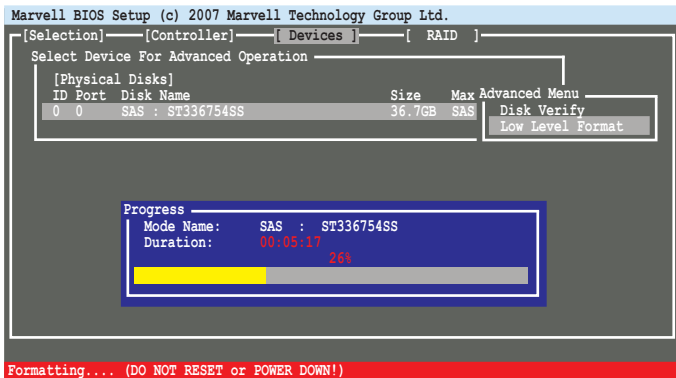 Marvell BIOS Setup (c) 2007 Marvell Technology Group Ltd.
[Selection] [Controller] [ Devices ] [ RAID ]
Select Device For Advanced Operation
[Physical Disks]
ID Port Disk Name Size Max
0 0 SAS : ST336754SS 36.7GB SAS
Advanced Menu
Disk Verify
Low Level Format
Progress
Mode Name: SAS : ST336754SS
Duration: 00:05:17
26%
Formatting.... (DO NOT RESET or POWER DOWN!)